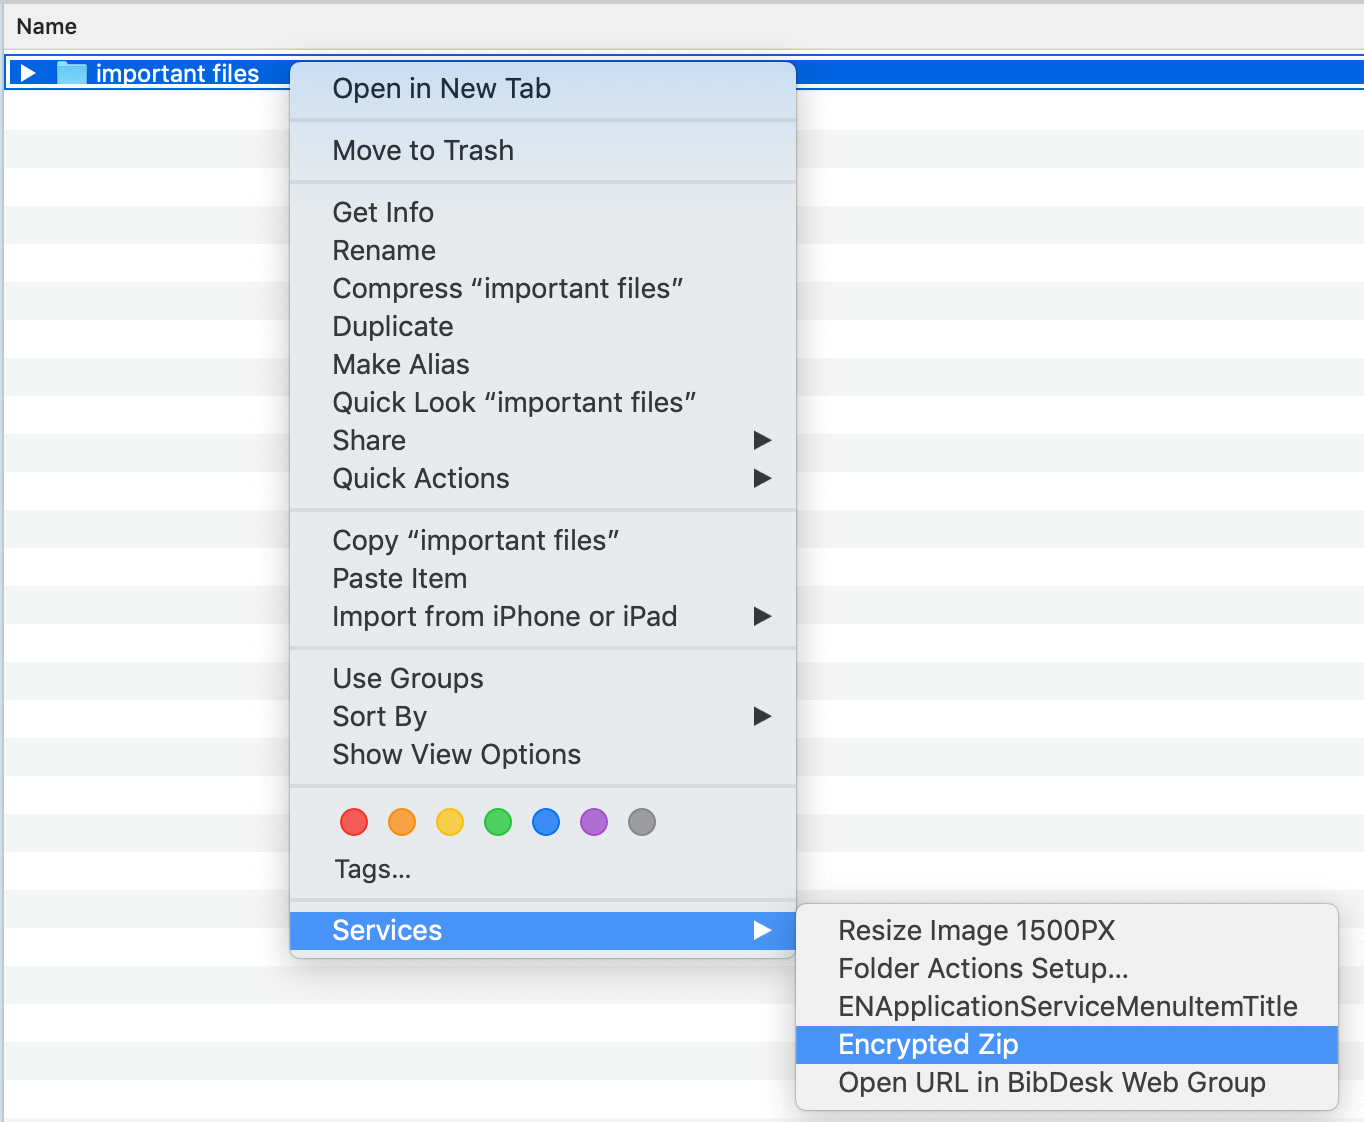 Name
important files
Open in New Tab
Move to Trash
Get Info
Rename
Compress “important files”
Duplicate
Make Alias
Quick Look “important files”
Share
Quick Actions
Copy “important files”
Paste Item
Import from iPhone or iPad
Use Groups
Sort By
Show View Options
Tags...
Services
Resize Image 1500PX
Folder Actions Setup...
ENApplicationServiceMenuItemTitle
Encrypted Zip
Open URL in BibDesk Web Group